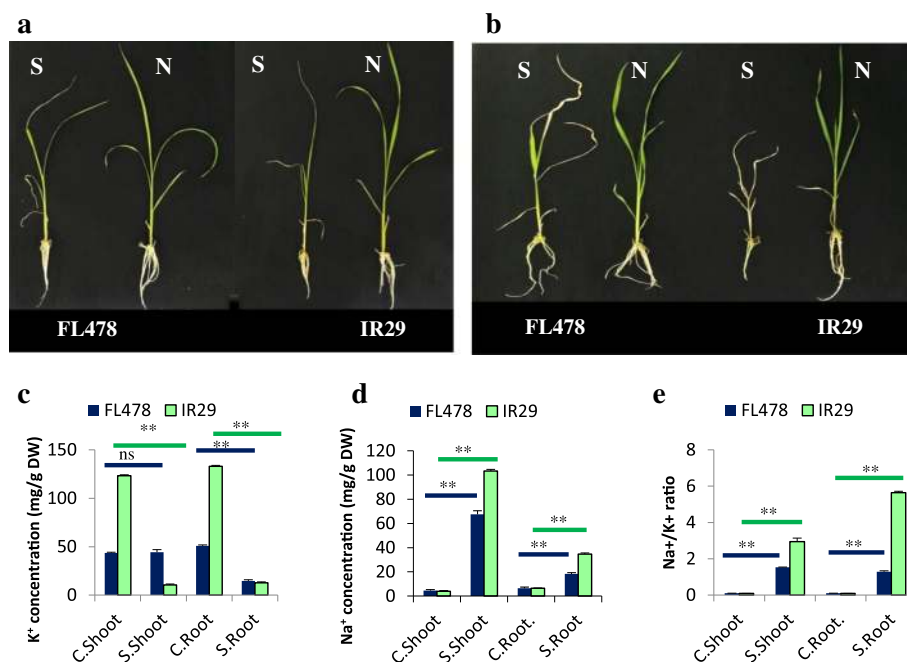 a
S N S N
FL478 IR29
b
S N S N
FL478 IR29
c
FL478 IR29
K⁺ concentration (mg/g DW)
150
100
50
0
ns ** ** **
C.Shoot S.Shoot C.Root S.Root
d
FL478 IR29
Na⁺ concentration (mg/g DW)
120
100
80
60
40
20
0
** ** ** **
C.Shoot S.Shoot C.Root. S.Root
e
FL478 IR29
Na+/K+ ratio
8
6
4
2
0
** ** ** **
C.Shoot S.Shoot C.Root. S.Root